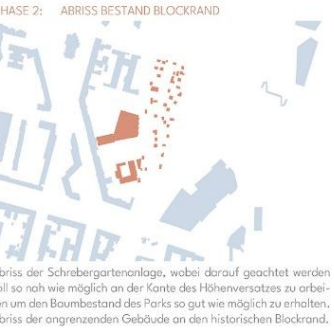 HASE 2: ABRISS BESTAND BLOCKRAND
briss der Schrebergartenanlage, wobei darauf geachtet werden
oll so nah wie möglich an der Kante des Höhenversatzes zu arbei-
en um den Baumbestand des Parks so gut wie möglich zu erhalten.
briss der angrenzenden Gebäude an den historischen Blockrand.